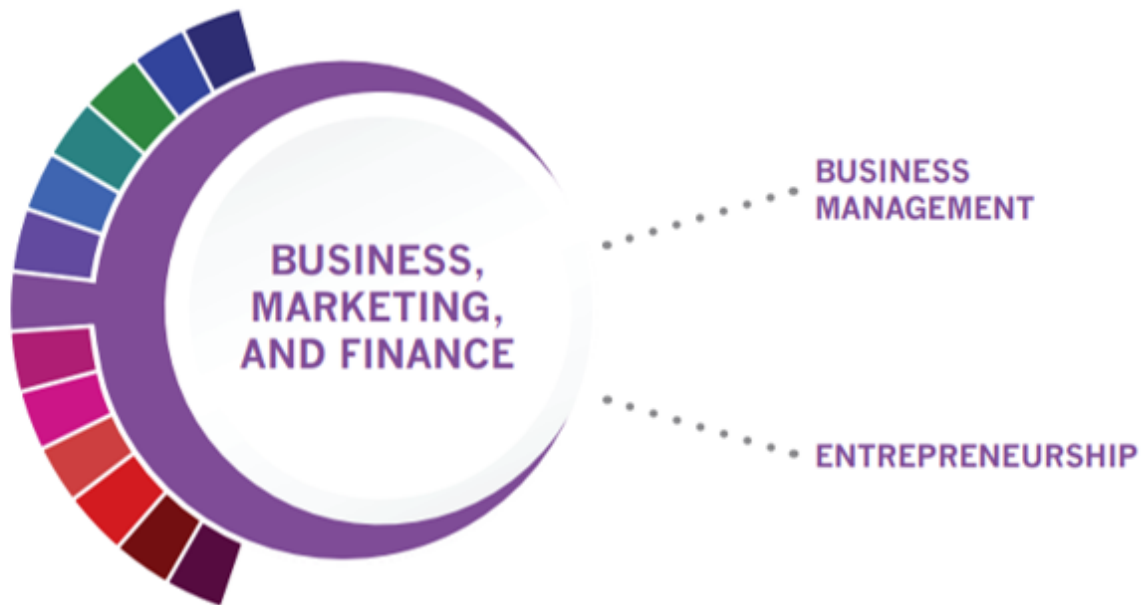 BUSINESS,
MARKETING,
AND FINANCE
BUSINESS
MANAGEMENT
ENTREPRENEURSHIP